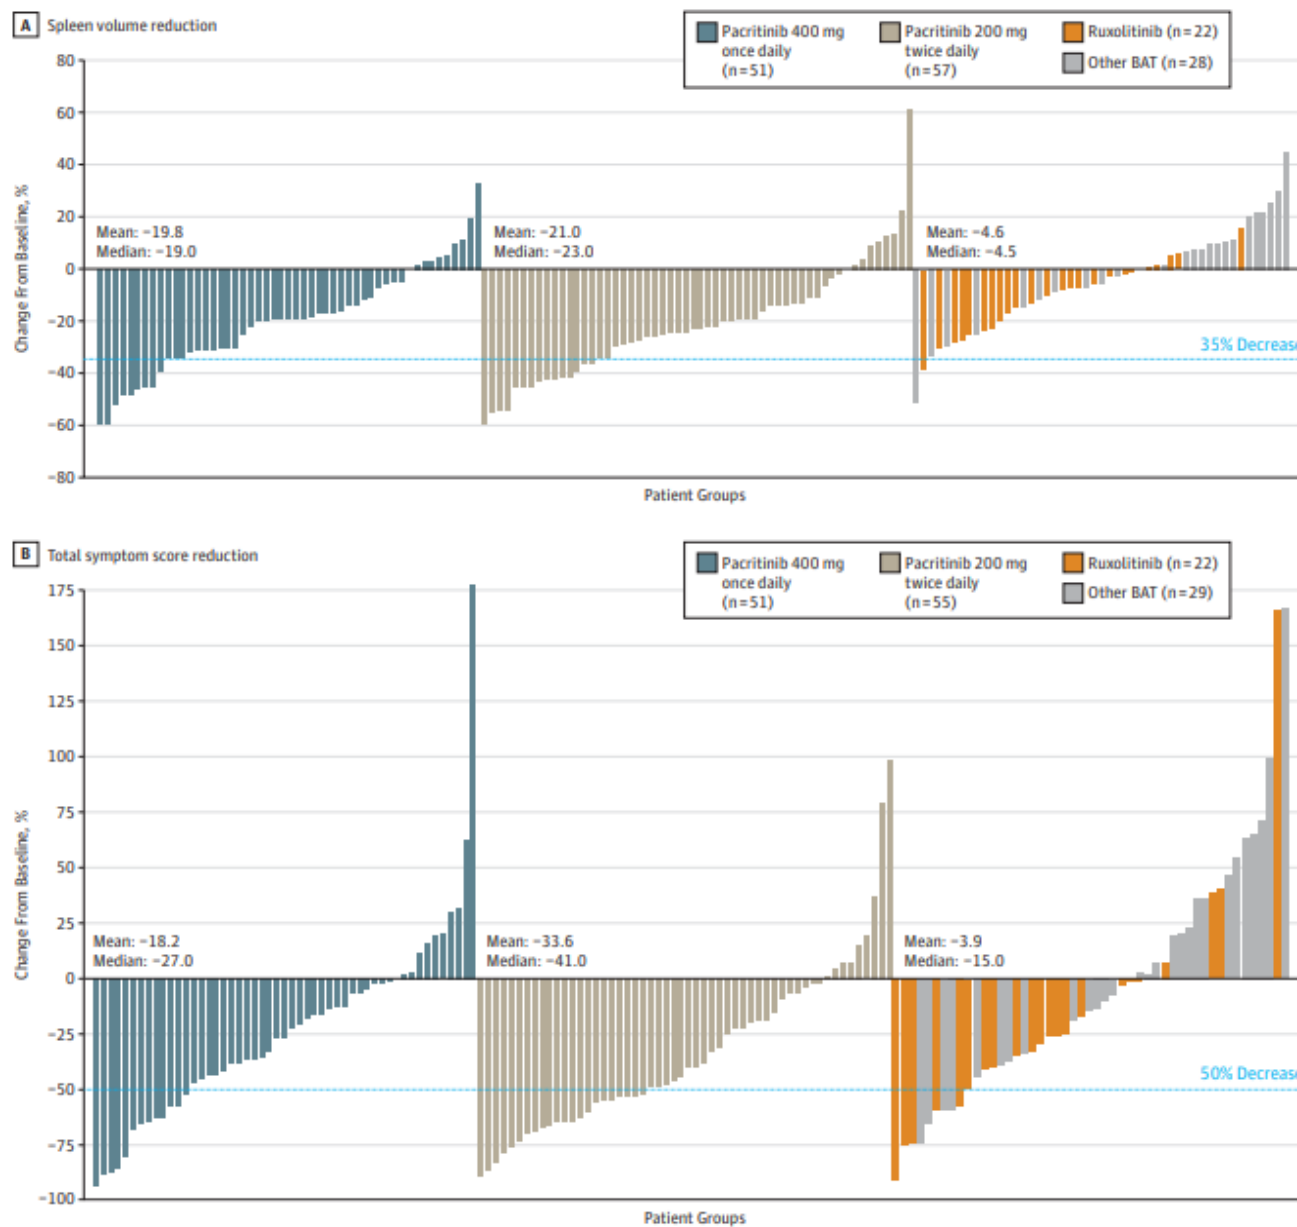 A Spleen volume reduction
Pacritinib 400 mg
once daily
(n=51)
Pacritinib 200 mg
twice daily
(n=57)
Ruxolitinib (n=22)
Other BAT (n=28)
Change From Baseline, %
80
60
40
20
0
−20
−40
−60
−80
Mean: −19.8
Median: −19.0
Mean: −21.0
Median: −23.0
Mean: −4.6
Median: −4.5
35% Decrease
Patient Groups
B Total symptom score reduction
Pacritinib 400 mg
once daily
(n=51)
Pacritinib 200 mg
twice daily
(n=55)
Ruxolitinib (n=22)
Other BAT (n=29)
Change From Baseline, %
175
150
125
100
75
50
25
0
−25
−50
−75
−100
Mean: −18.2
Median: −27.0
Mean: −33.6
Median: −41.0
Mean: −3.9
Median: −15.0
50% Decrease
Patient Groups